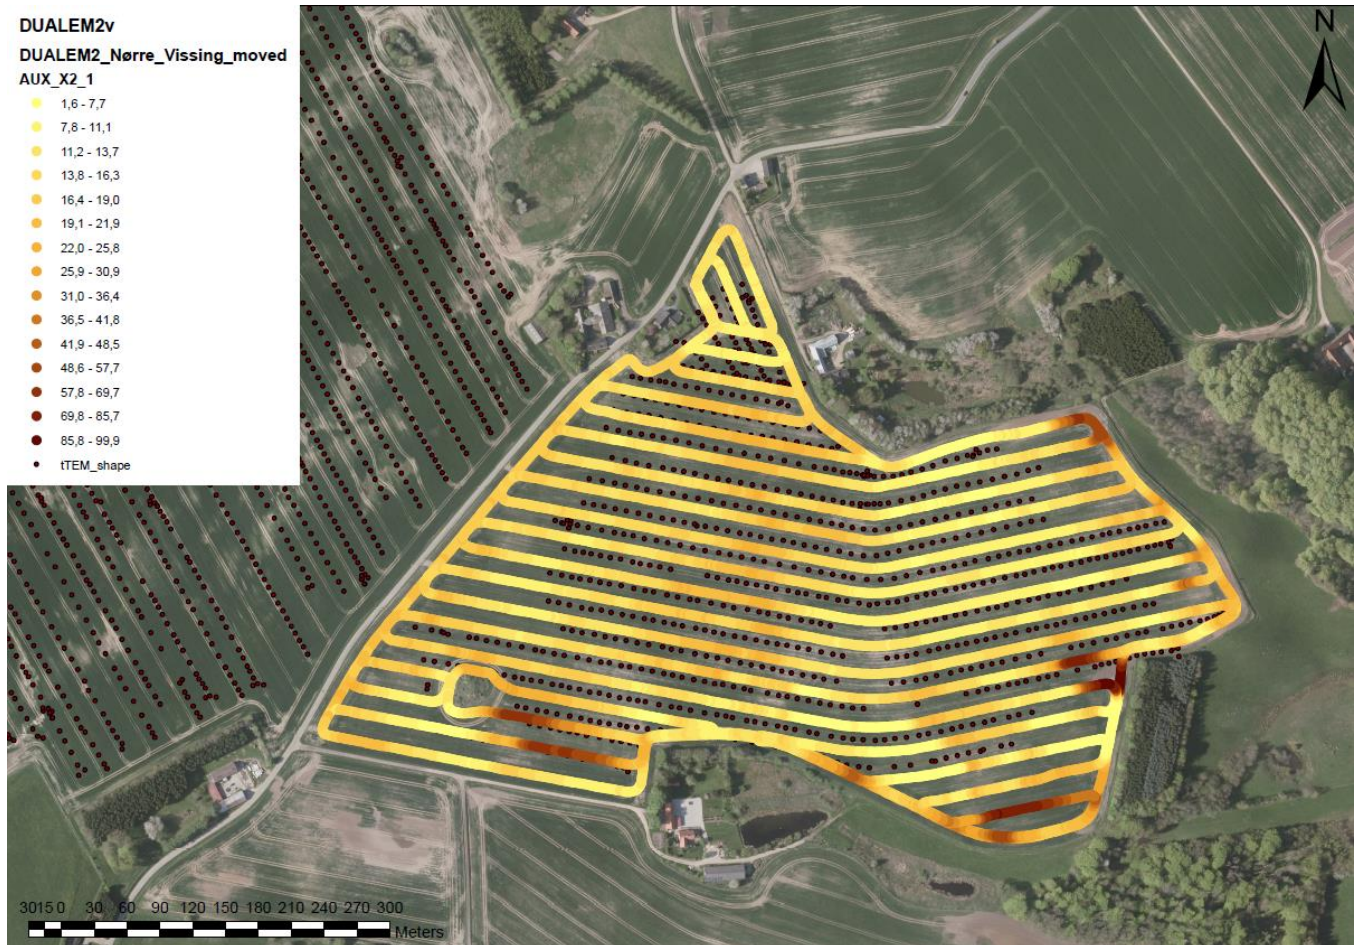 DUALEM2v
DUALEM2_Nørre_Vissing_moved
AUX_X2_1
1,6 - 7,7
7,8 - 11,1
11,2 - 13,7
13,8 - 16,3
16,4 - 19,0
19,1 - 21,9
22,0 - 25,8
25,9 - 30,9
31,0 - 36,4
36,5 - 41,8
41,9 - 48,5
48,6 - 57,7
57,8 - 69,7
69,8 - 85,7
85,8 - 99,9
tTEM_shape
N
3015 0 30 60 90 120 150 180 210 240 270 300
Meters